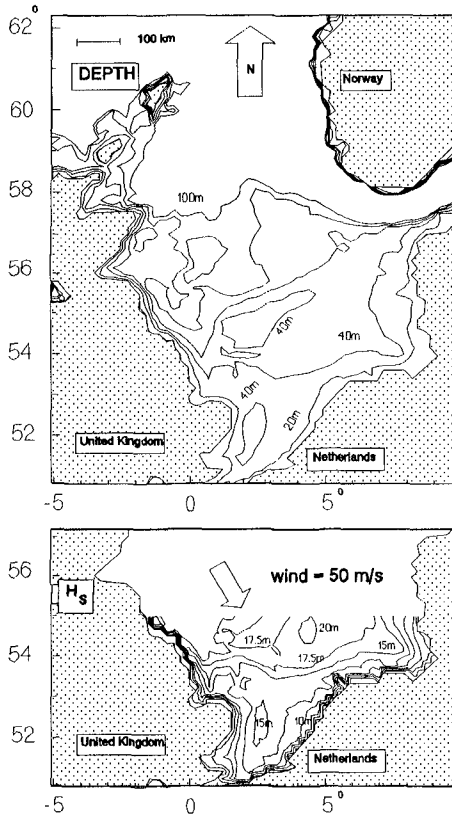 62°
100 km
DEPTH
N
Norway
60
58
100m
56
40m
40m
54
40m
20m
52
United Kingdom
Netherlands
-5
0
5°
56
wind = 50 m/s
Hs
20m
17.5m
15m
54
17.5m
15m
10m
52
United Kingdom
Netherlands
-5
0
5°